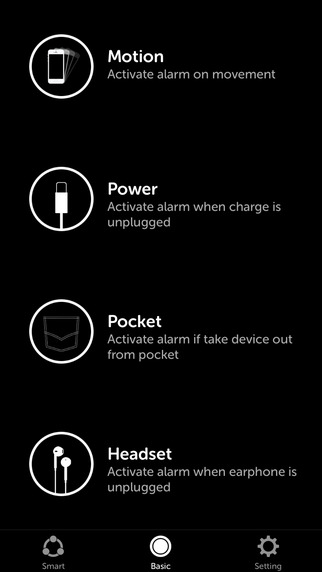 Motion
Activate alarm on movement
Power
Activate alarm when charge is
unplugged
Pocket
Activate alarm if take device out
from pocket
Headset
Activate alarm when earphone is
unplugged
Smart
Basic
Setting